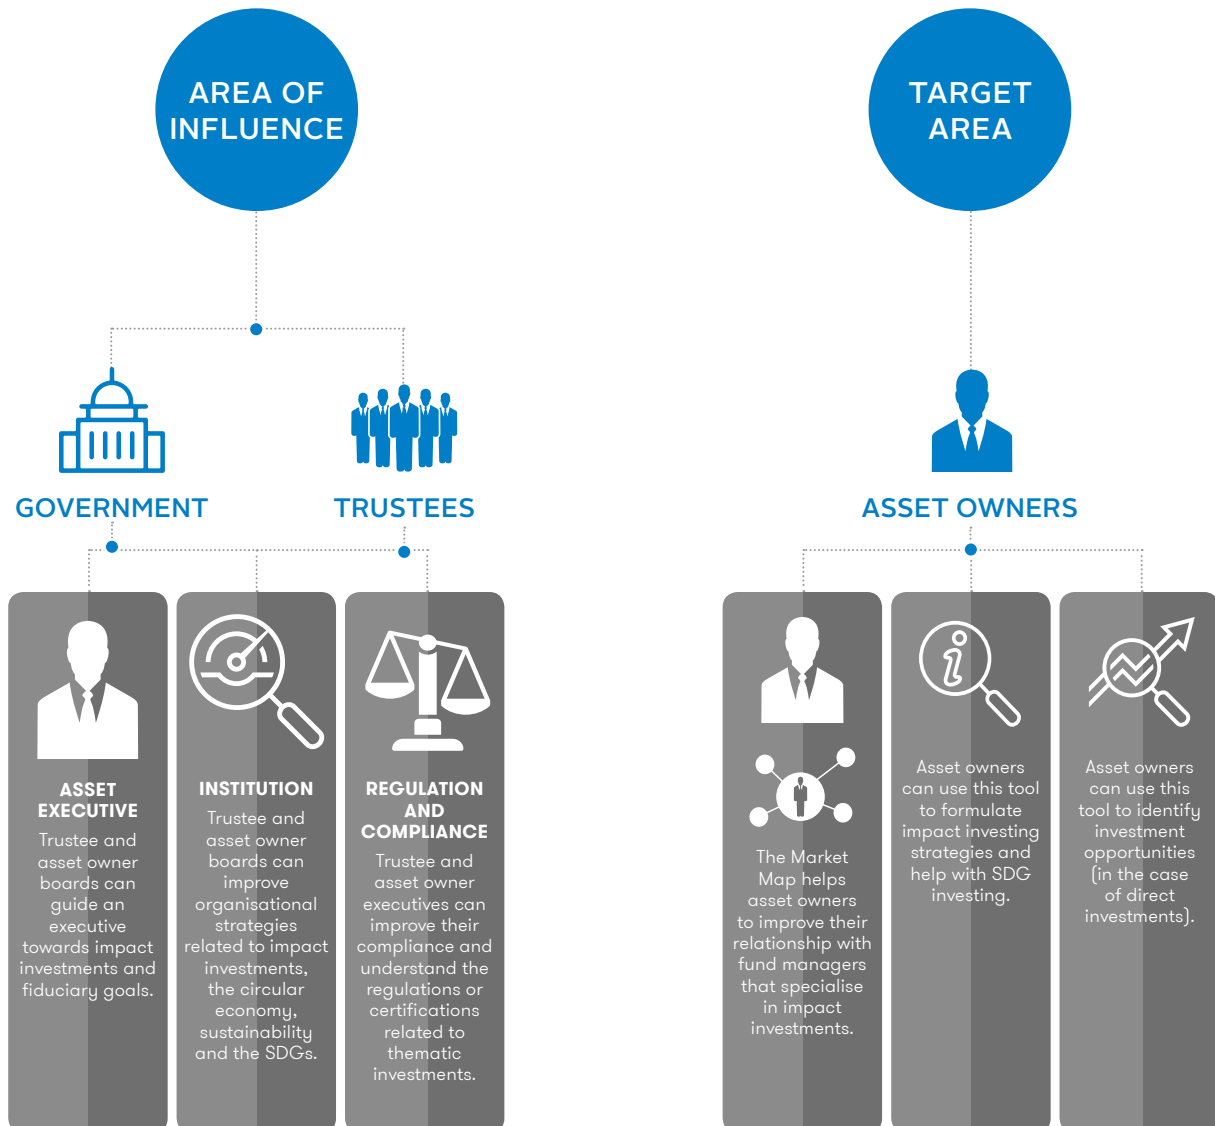 AREA OF
INFLUENCE
TARGET
AREA
GOVERNMENT
TRUSTEES
ASSET OWNERS
ASSET
EXECUTIVE
Trustee and
asset owner
boards can
guide an
executive
towards impact
investments and
fiduciary goals.
INSTITUTION
Trustee and
asset owner
boards can
improve
organisational
strategies
related to impact
investments,
the circular
economy,
sustainability
and the SDGs.
REGULATION
AND
COMPLIANCE
Trustee and
asset owner
executives can
improve their
compliance and
understand the
regulations or
certifications
related to
thematic
investments.
The Market
Map helps
asset owners
to improve their
relationship with
fund managers
that specialise
in impact
investments.
Asset owners
can use this tool
to formulate
impact investing
strategies and
help with SDG
investing.
Asset owners
can use this
tool to identify
investment
opportunities
(in the case
of direct
investments).